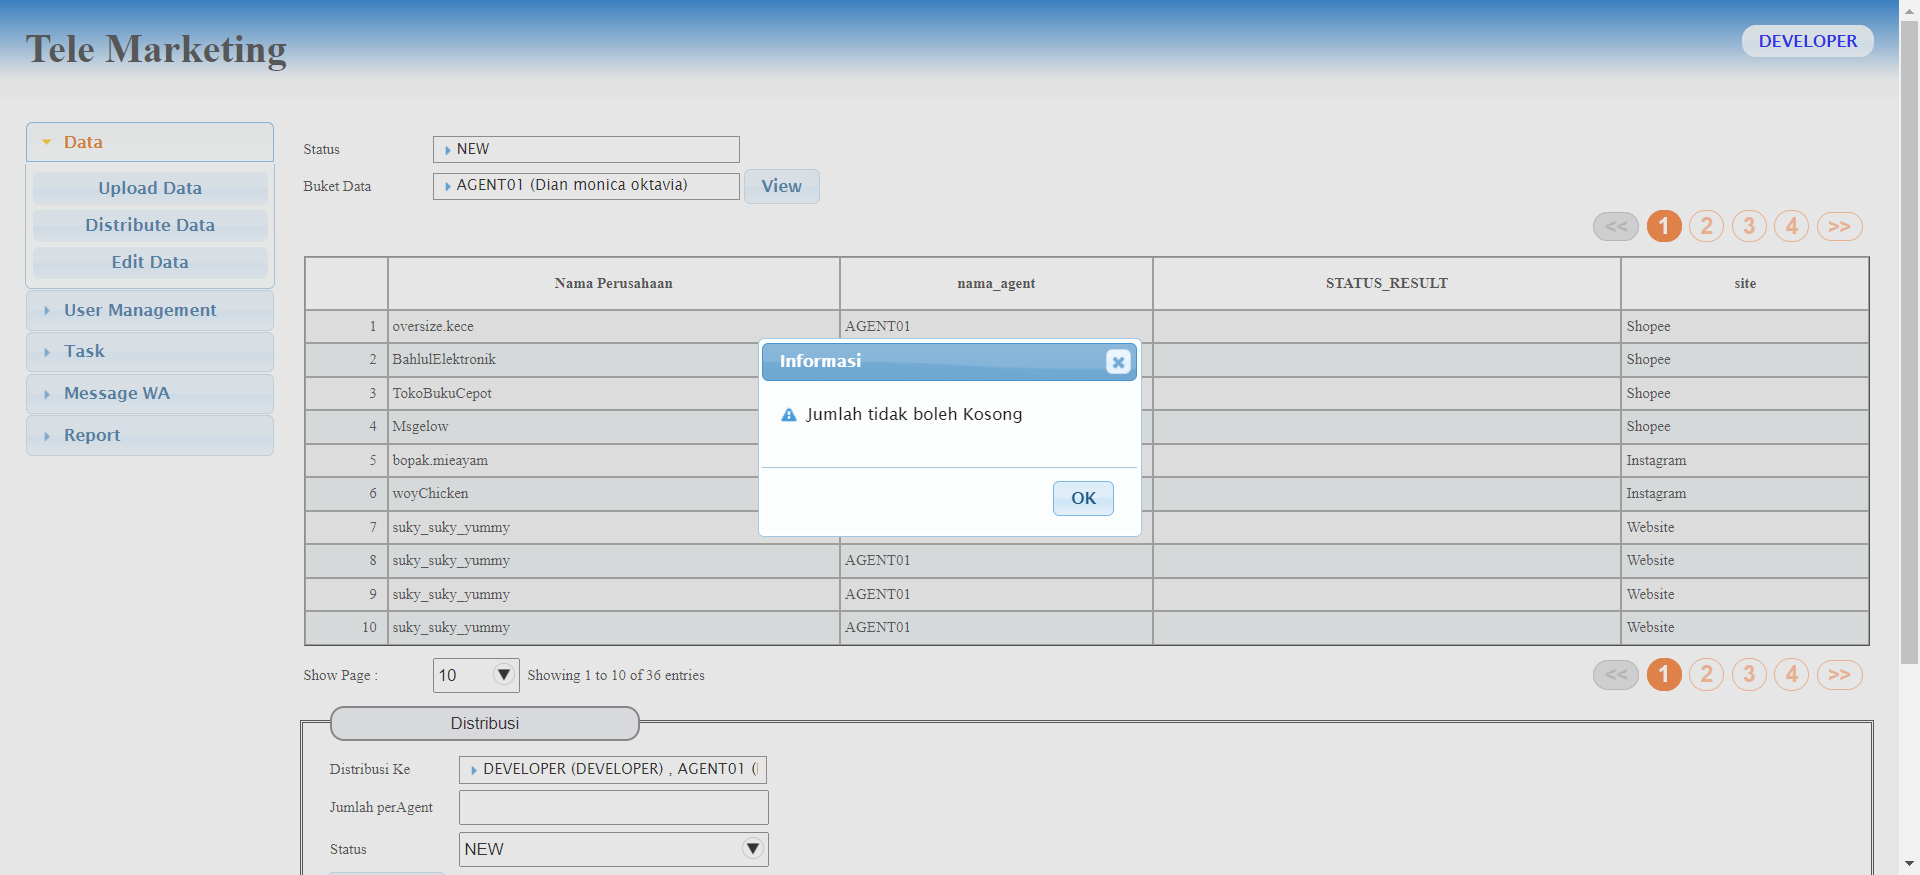 Tele Marketing
DEVELOPER
Data
Upload Data
Distribute Data
Edit Data
User Management
Task
Message WA
Report
Status NEW
Buket Data AGENT01 (Dian monica oktavia) View
<< 1 2 3 4 >>
Nama Perusahaan nama_agent STATUS_RESULT site
1 oversize.kece AGENT01 Shopee
2 BahlulElektronik Shopee
3 TokoBukuCepot Shopee
4 Msgelow Shopee
5 bopak.mieayam Instagram
6 woyChicken Instagram
7 suky_suky_yummy Website
8 suky_suky_yummy AGENT01 Website
9 suky_suky_yummy AGENT01 Website
10 suky_suky_yummy AGENT01 Website
Informasi
Jumlah tidak boleh Kosong
OK
Show Page : 10 Showing 1 to 10 of 36 entries
<< 1 2 3 4 >>
Distribusi
Distribusi Ke DEVELOPER (DEVELOPER) , AGENT01 (
Jumlah perAgent
Status NEW